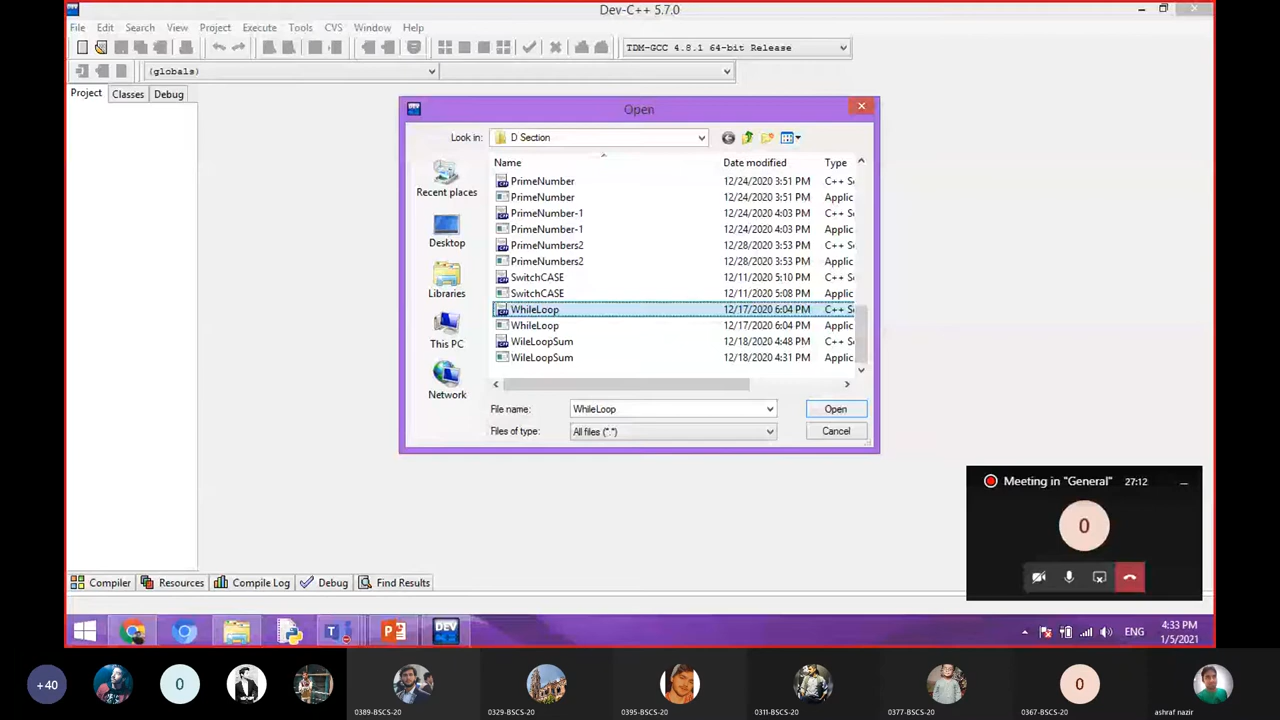 Dev-C++ 5.7.0
File Edit Search View Project Execute Tools CVS Window Help
TDM-GCC 4.8.1 64-bit Release
(globals)
Project Classes Debug
Open
Look in: D Section
Name Date modified Type
PrimeNumber 12/24/2020 3:51 PM C++ S
PrimeNumber 12/24/2020 3:51 PM Applic
PrimeNumber-1 12/24/2020 4:03 PM C++ S
PrimeNumber-1 12/24/2020 4:03 PM Applic
PrimeNumbers2 12/28/2020 3:53 PM C++ S
PrimeNumbers2 12/28/2020 3:53 PM Applic
SwitchCASE 12/11/2020 5:10 PM C++ S
SwitchCASE 12/11/2020 5:08 PM Applic
WhileLoop 12/17/2020 6:04 PM C++ S
WhileLoop 12/17/2020 6:04 PM Applic
WileLoopSum 12/18/2020 4:48 PM C++ S
WileLoopSum 12/18/2020 4:31 PM Applic
Recent places
Desktop
Libraries
This PC
Network
File name: WhileLoop Open
Files of type: All files (*.*) Cancel
Meeting in "General" 27:12
0
Compiler Resources Compile Log Debug Find Results
DEV
ENG
4:33 PM
1/5/2021
+40
0
0
0389-BSCS-20
0329-BSCS-20
0395-BSCS-20
0311-BSCS-20
0377-BSCS-20
0367-BSCS-20
ashraf nazir